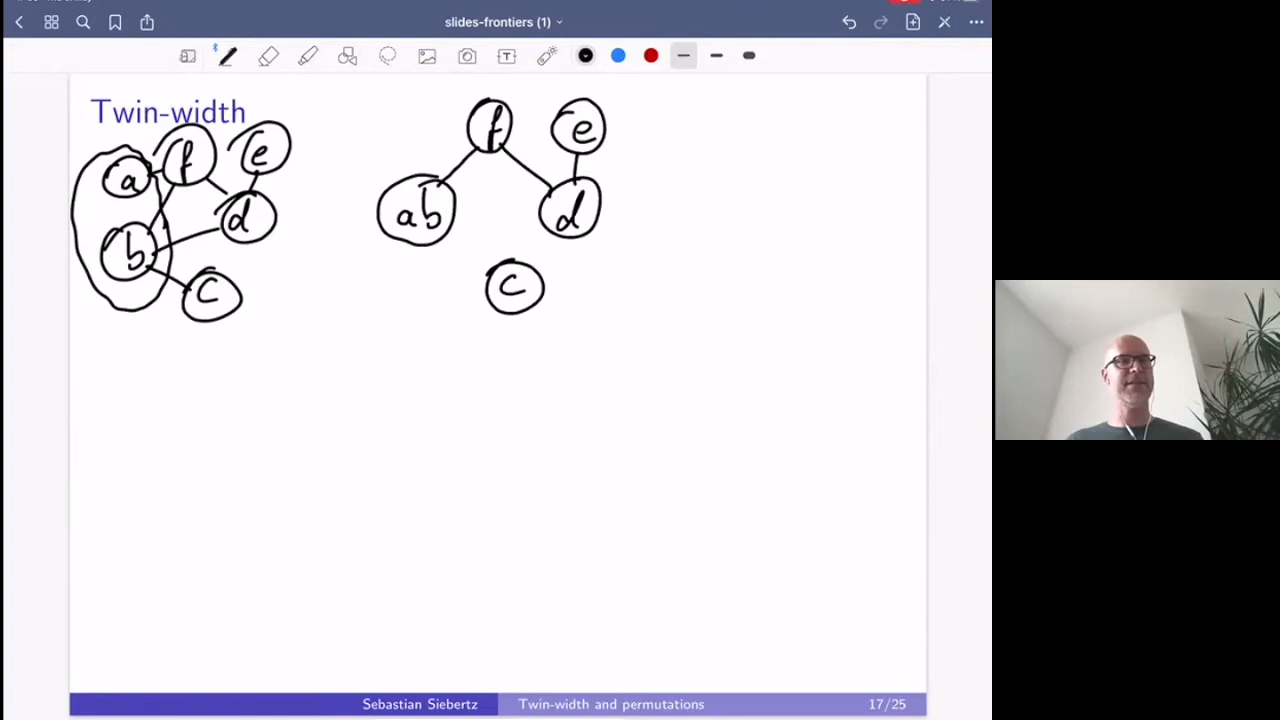 slides-frontiers (1)
Twin-width
a f e
b d
c
f e
ab d
c
Sebastian Siebertz Twin-width and permutations 17/25